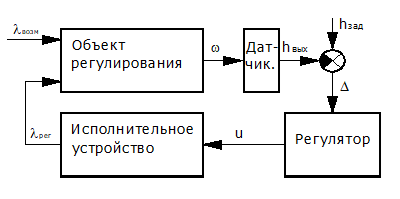 λвозм
hзад
Объект
регулирования
ω
Дат-
чик.
hвых
Δ
λрег
Исполнительное
устройство
u
Регулятор